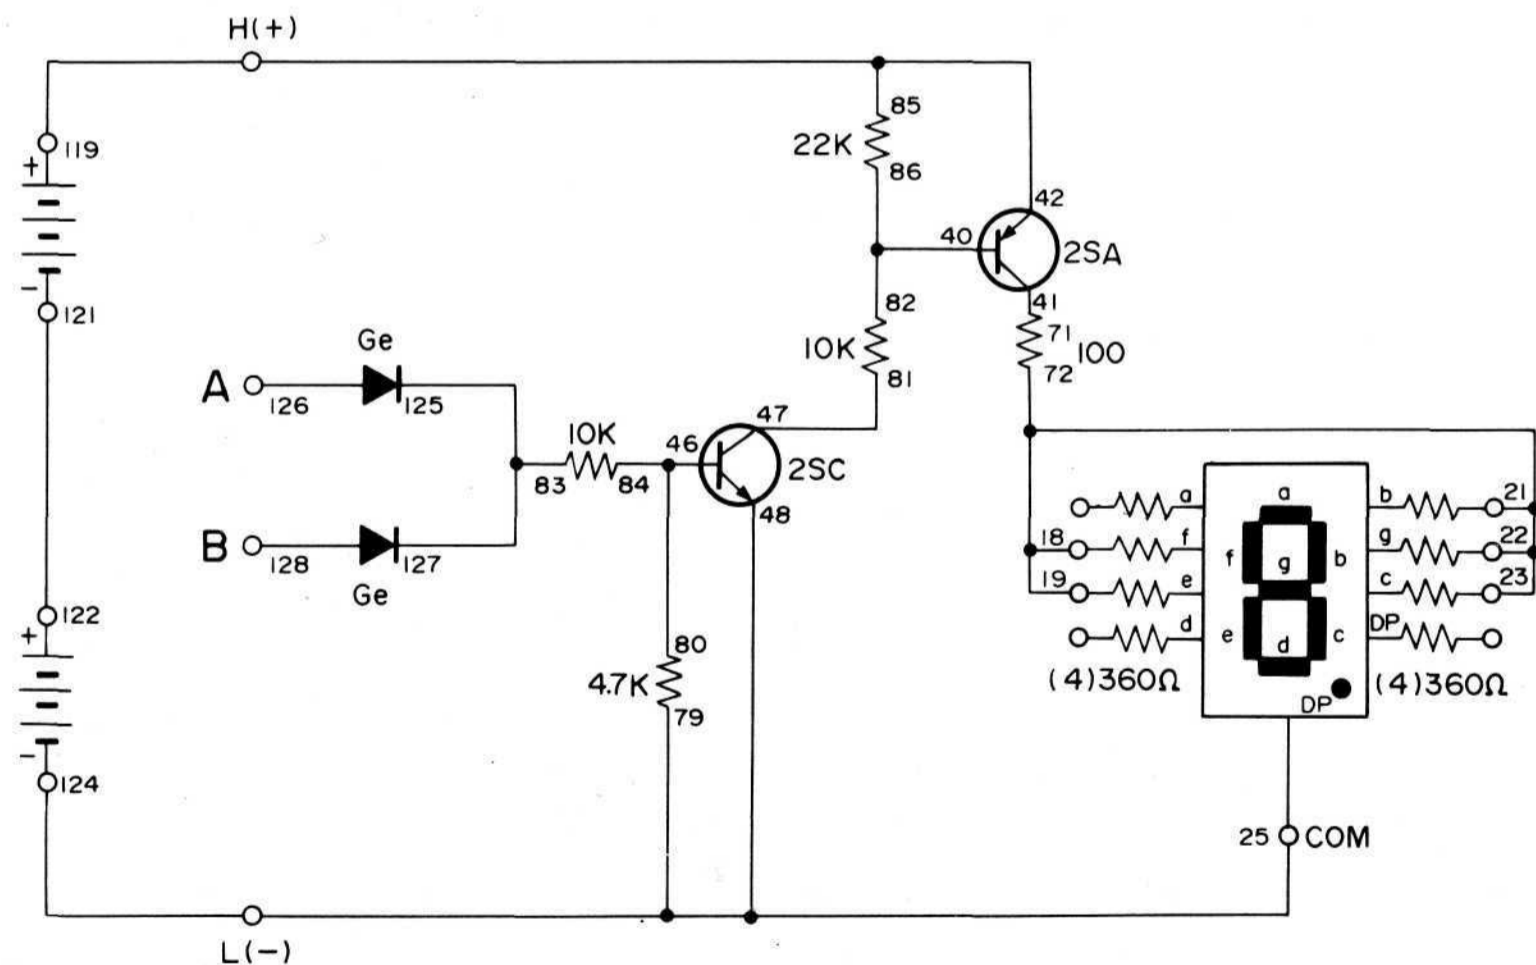 H(+)
85
22K
86
119
+
42
40
2SA
-
121
82
41
71
100
72
10K
81
Ge
A
126
125
47
10K
46
2SC
83
84
48
B
128
127
Ge
a
a
b
21
18
f
f
g
b
g
22
19
e
c
23
122
+
d
e
d
c
DP
80
4.7K
79
(4)360Ω
(4)360Ω
DP
-
124
25
COM
L(-)
8